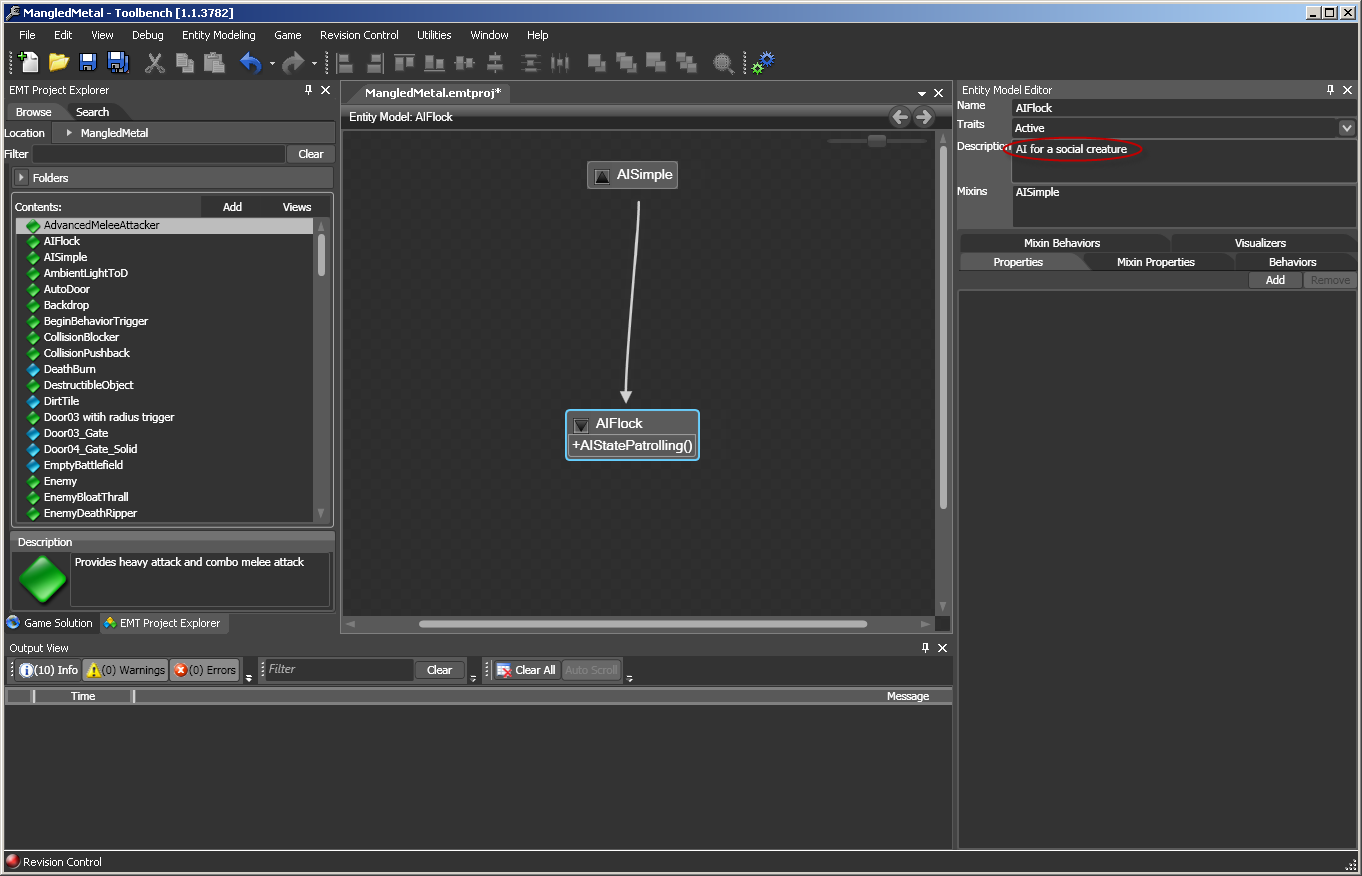 MangledMetal - Toolbench [1.1.3782]
File Edit View Debug Entity Modeling Game Revision Control Utilities Window Help
EMT Project Explorer
Browse Search
Location MangledMetal
Filter Clear
Folders
Contents: Add Views
AdvancedMeleeAttacker
AIFlock
AISimple
AmbientLightToD
AutoDoor
Backdrop
BeginBehaviorTrigger
CollisionBlocker
CollisionPushback
DeathBurn
DestructibleObject
DirtTile
Door03 witih radius trigger
Door03_Gate
Door04_Gate_Solid
EmptyBattlefield
Enemy
EnemyBloatThrall
EnemyDeathRipper
Description
Provides heavy attack and combo melee attack
Game Solution EMT Project Explorer
MangledMetal.emtproj*
Entity Model: AIFlock
AISimple
AIFlock
+AIStatePatrolling()
Entity Model Editor
Name AIFlock
Traits Active
Description AI for a social creature
Mixins AISimple
Mixin Behaviors Visualizers
Properties Mixin Properties Behaviors
Add Remove
Output View
(10) Info (0) Warnings (0) Errors Filter Clear Clear All Auto Scroll
Time Message
Revision Control